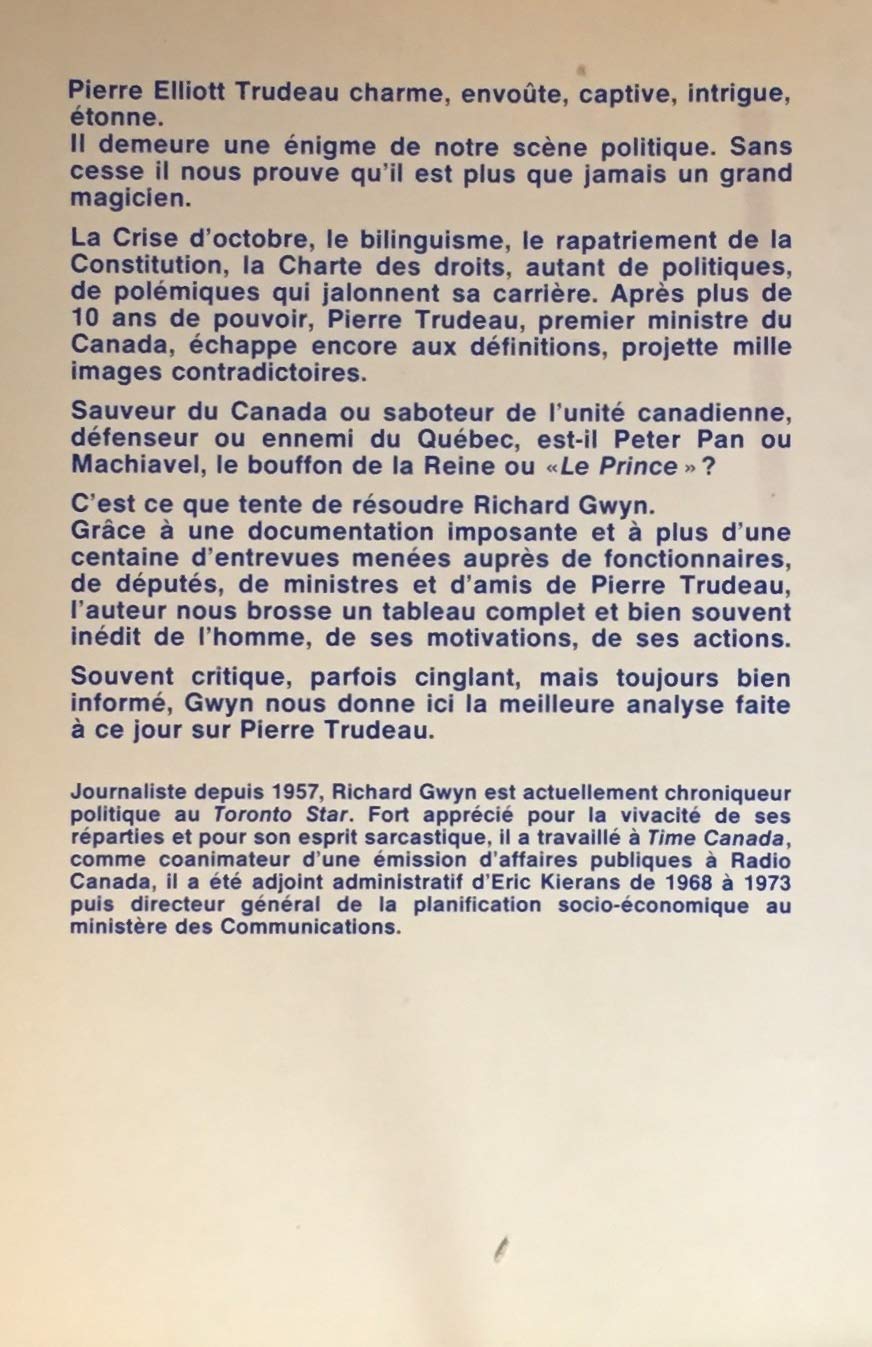 Pierre Elliott Trudeau charme, envoûte, captive, intrigue,
étonne.
Il demeure une énigme de notre scène politique. Sans
cesse il nous prouve qu'il est plus que jamais un grand
magicien.
La Crise d'octobre, le bilinguisme, le rapatriement de la
Constitution, la Charte des droits, autant de politiques,
de polémiques qui jalonnent sa carrière. Après plus de
10 ans de pouvoir, Pierre Trudeau, premier ministre du
Canada, échappe encore aux définitions, projette mille
images contradictoires.
Sauveur du Canada ou saboteur de l'unité canadienne,
défenseur ou ennemi du Québec, est-il Peter Pan ou
Machiavel, le bouffon de la Reine ou «Le Prince» ?
C'est ce que tente de résoudre Richard Gwyn.
Grâce à une documentation imposante et à plus d'une
centaine d'entrevues menées auprès de fonctionnaires,
de députés, de ministres et d'amis de Pierre Trudeau,
l'auteur nous brosse un tableau complet et bien souvent
inédit de l'homme, de ses motivations, de ses actions.
Souvent critique, parfois cinglant, mais toujours bien
informé, Gwyn nous donne ici la meilleure analyse faite
à ce jour sur Pierre Trudeau.
Journaliste depuis 1957, Richard Gwyn est actuellement chroniqueur
politique au Toronto Star. Fort apprécié pour la vivacité de ses
réparties et pour son esprit sarcastique, il a travaillé à Time Canada,
comme coanimateur d'une émission d'affaires publiques à Radio
Canada, il a été adjoint administratif d'Eric Kierans de 1968 à 1973
puis directeur général de la planification socio-économique au
ministère des Communications.